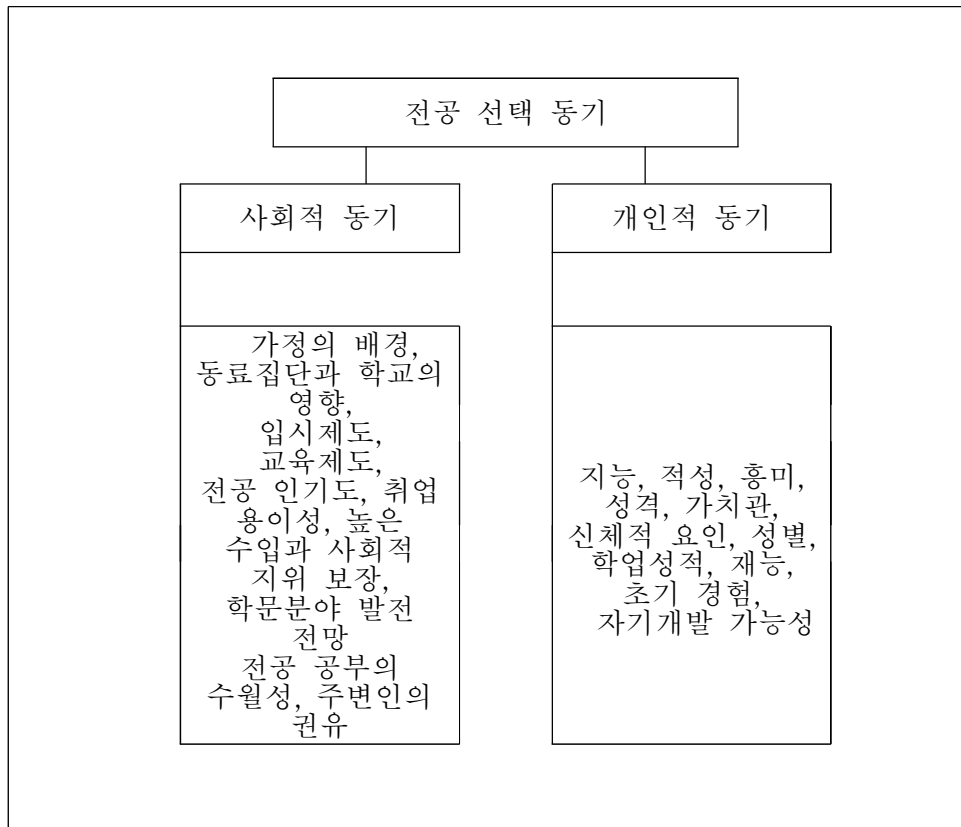 전공 선택 동기
사회적 동기
개인적 동기
가정의 배경,
동료집단과 학교의
영향,
입시제도,
교육제도,
전공 인기도, 취업
용이성, 높은
수입과 사회적
지위 보장,
학문분야 발전
전망
전공 공부의
수월성, 주변인의
권유
지능, 적성, 흥미,
성격, 가치관,
신체적 요인, 성별,
학업성적, 재능,
초기 경험,
자기개발 가능성